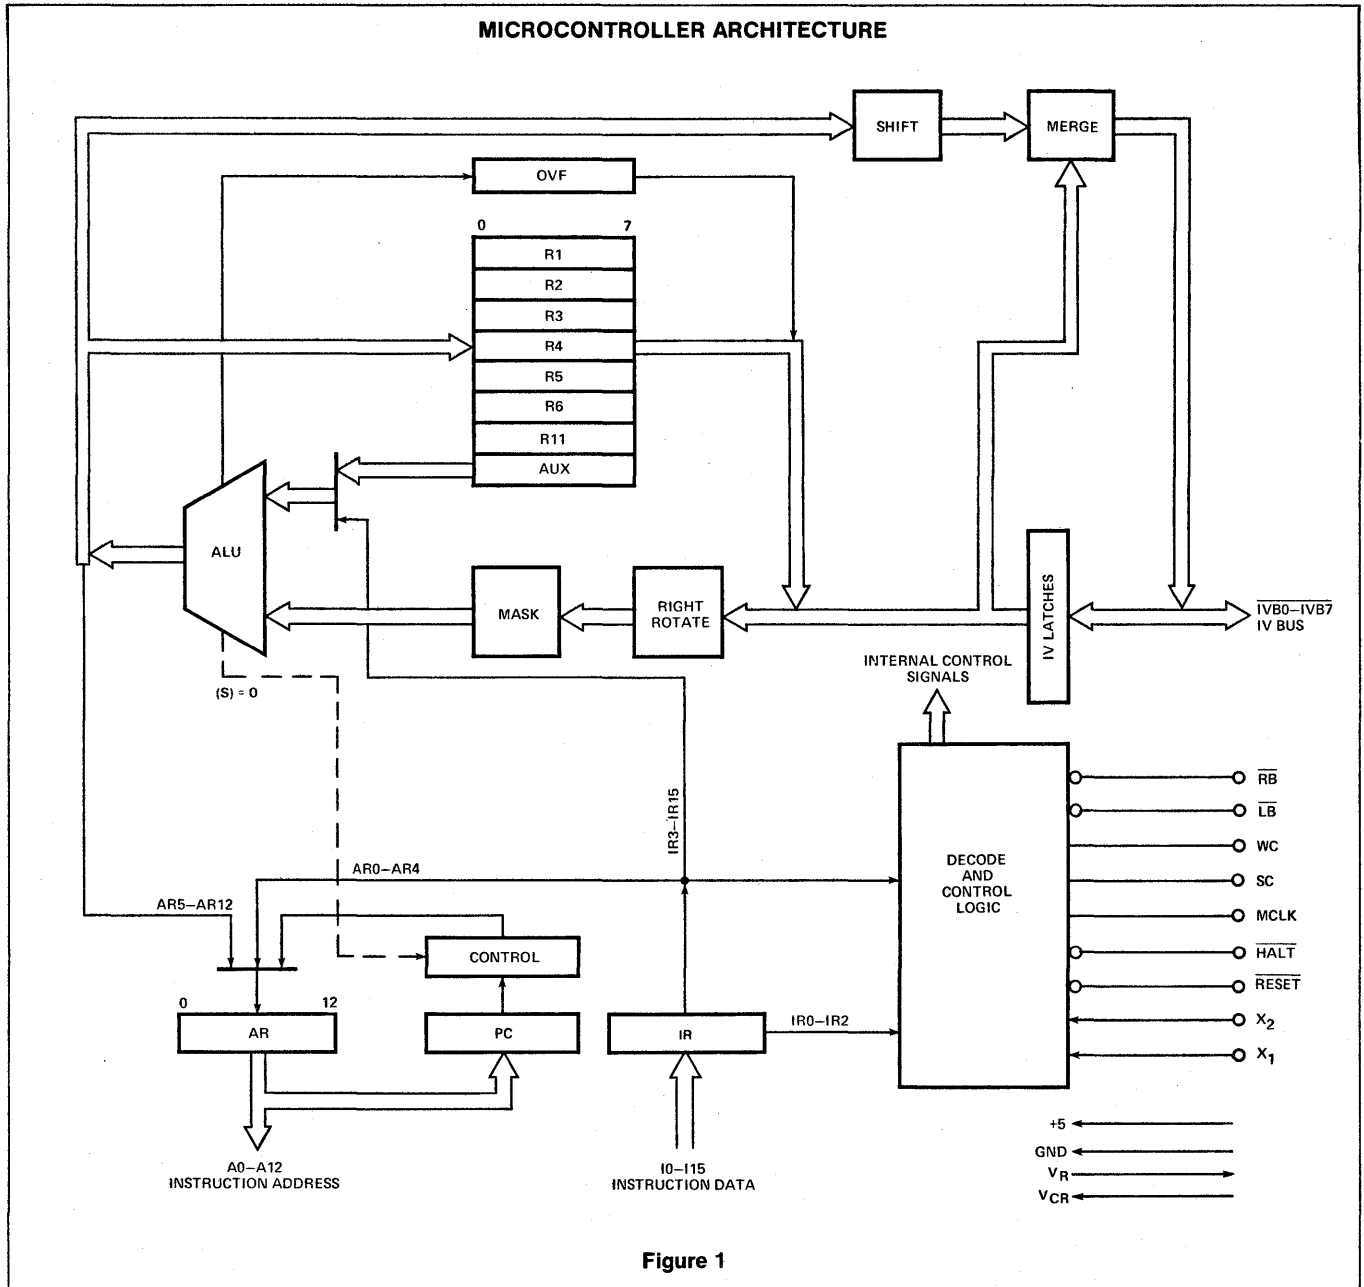 MICROCONTROLLER ARCHITECTURE
SHIFT
MERGE
OVF
0 7
R1
R2
R3
R4
R5
R6
R11
AUX
ALU
MASK
RIGHT
ROTATE
IV LATCHES
IVB0–IVB7
IV BUS
(S) = 0
INTERNAL CONTROL
SIGNALS
IR3–IR15
DECODE
AND
CONTROL
LOGIC
RB
LB
WC
SC
MCLK
HALT
RESET
X2
X1
AR0–AR4
AR5–AR12
CONTROL
0 12
AR
PC
IR
IR0–IR2
A0–A12
INSTRUCTION ADDRESS
I0–I15
INSTRUCTION DATA
+5
GND
VR
VCR
Figure 1